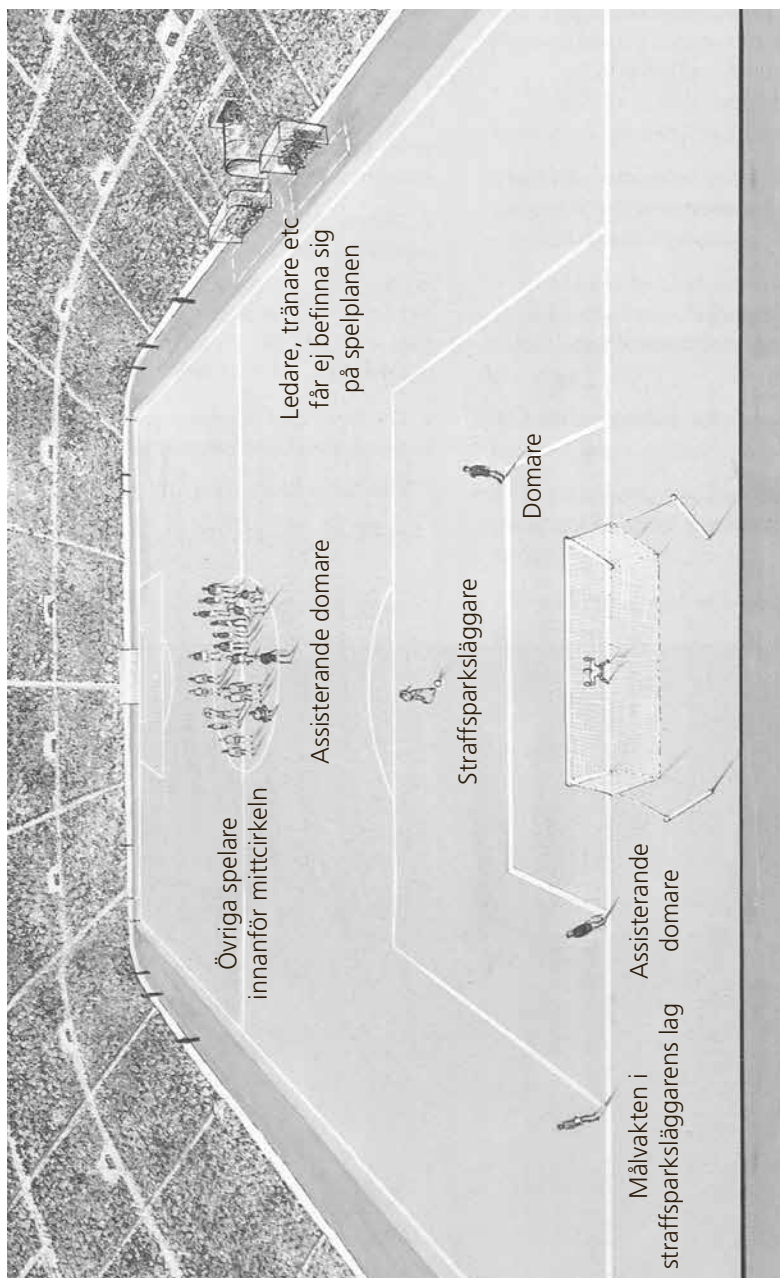 Ledare, tränare etc
får ej befinna sig
på spelplanen
Övriga spelare
innanför mittcirkeln
Assisterande domare
Straffsparksläggare
Domare
Assisterande
domare
Målvakten i
straffsparksläggarens lag